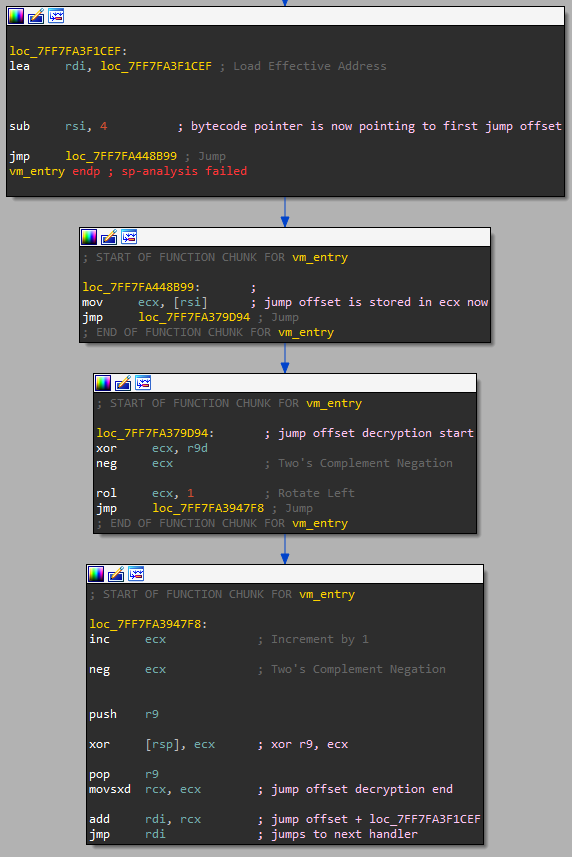 loc_7FF7FA3F1CEF:
lea rdi, loc_7FF7FA3F1CEF ; Load Effective Address
sub rsi, 4 ; bytecode pointer is now pointing to first jump offset
jmp loc_7FF7FA448B99 ; Jump
vm_entry endp ; sp-analysis failed
; START OF FUNCTION CHUNK FOR vm_entry
loc_7FF7FA448B99: ;
mov ecx, [rsi] ; jump offset is stored in ecx now
jmp loc_7FF7FA379D94 ; Jump
; END OF FUNCTION CHUNK FOR vm_entry
; START OF FUNCTION CHUNK FOR vm_entry
loc_7FF7FA379D94: ; jump offset decryption start
xor ecx, r9d
neg ecx ; Two's Complement Negation
rol ecx, 1 ; Rotate Left
jmp loc_7FF7FA3947F8 ; Jump
; END OF FUNCTION CHUNK FOR vm_entry
; START OF FUNCTION CHUNK FOR vm_entry
loc_7FF7FA3947F8:
inc ecx ; Increment by 1
neg ecx ; Two's Complement Negation
push r9
xor [rsp], ecx ; xor r9, ecx
pop r9
movsxd rcx, ecx ; jump offset decryption end
add rdi, rcx ; jump offset + loc_7FF7FA3F1CEF
jmp rdi ; jumps to next handler